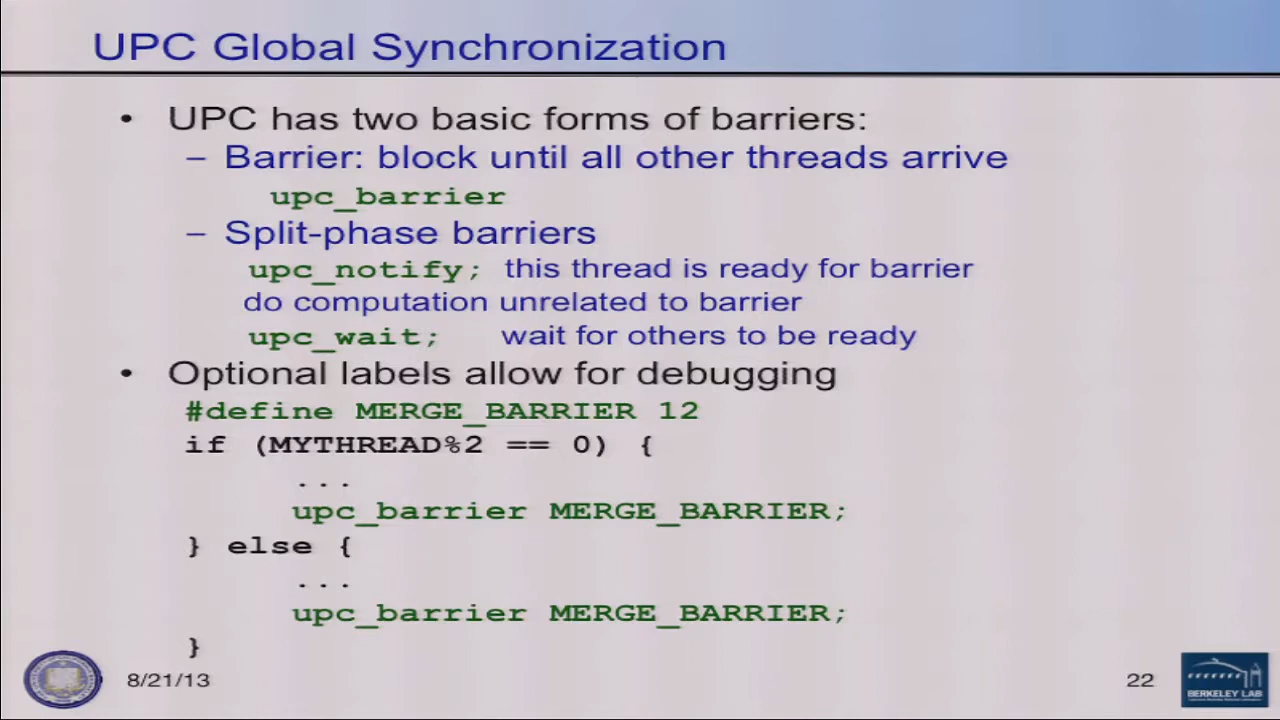 UPC Global Synchronization
• UPC has two basic forms of barriers:
– Barrier: block until all other threads arrive
upc_barrier
– Split-phase barriers
upc_notify; this thread is ready for barrier
do computation unrelated to barrier
upc_wait; wait for others to be ready
• Optional labels allow for debugging
#define MERGE_BARRIER 12
if (MYTHREAD%2 == 0) {
...
upc_barrier MERGE_BARRIER;
} else {
...
upc_barrier MERGE_BARRIER;
}
8/21/13
22
BERKELEY LAB